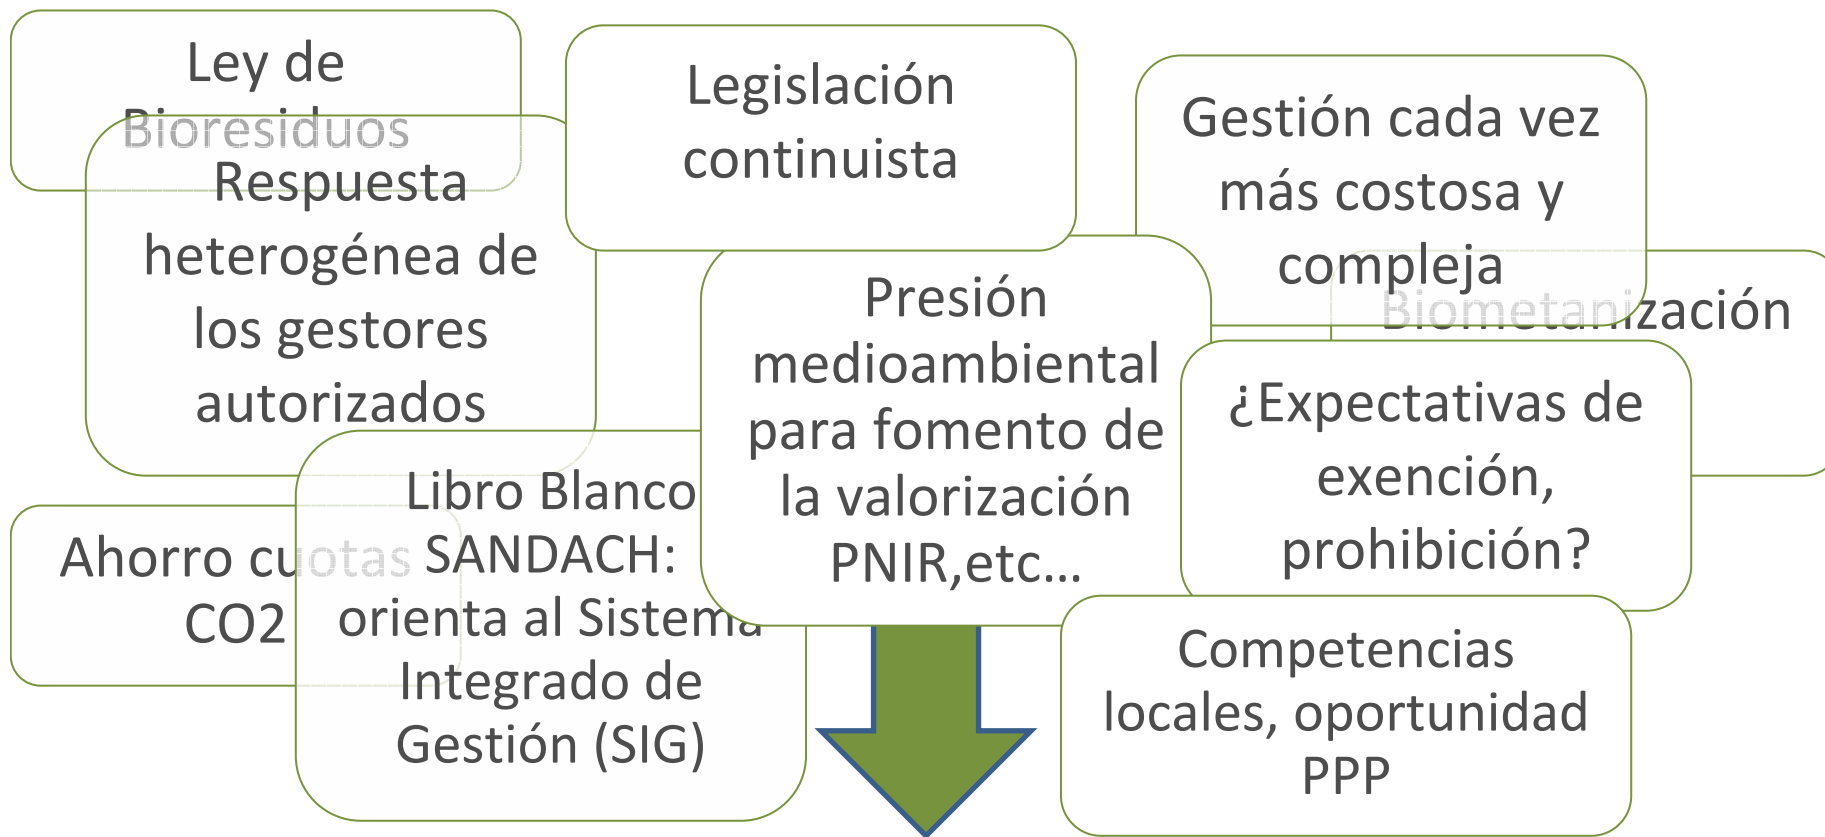 Ley de
Bioresiduos
Respuesta
heterogénea de
los gestores
autorizados
Legislación
continuista
Gestión cada vez
más costosa y
compleja
Biometanización
Presión
medioambiental
para fomento de
la valorización
PNIR,etc...
¿Expectativas de
exención,
prohibición?
Ahorro cuotas
CO2
Libro Blanco
SANDACH:
orienta al Sistema
Integrado de
Gestión (SIG)
Competencias
locales, oportunidad
PPP